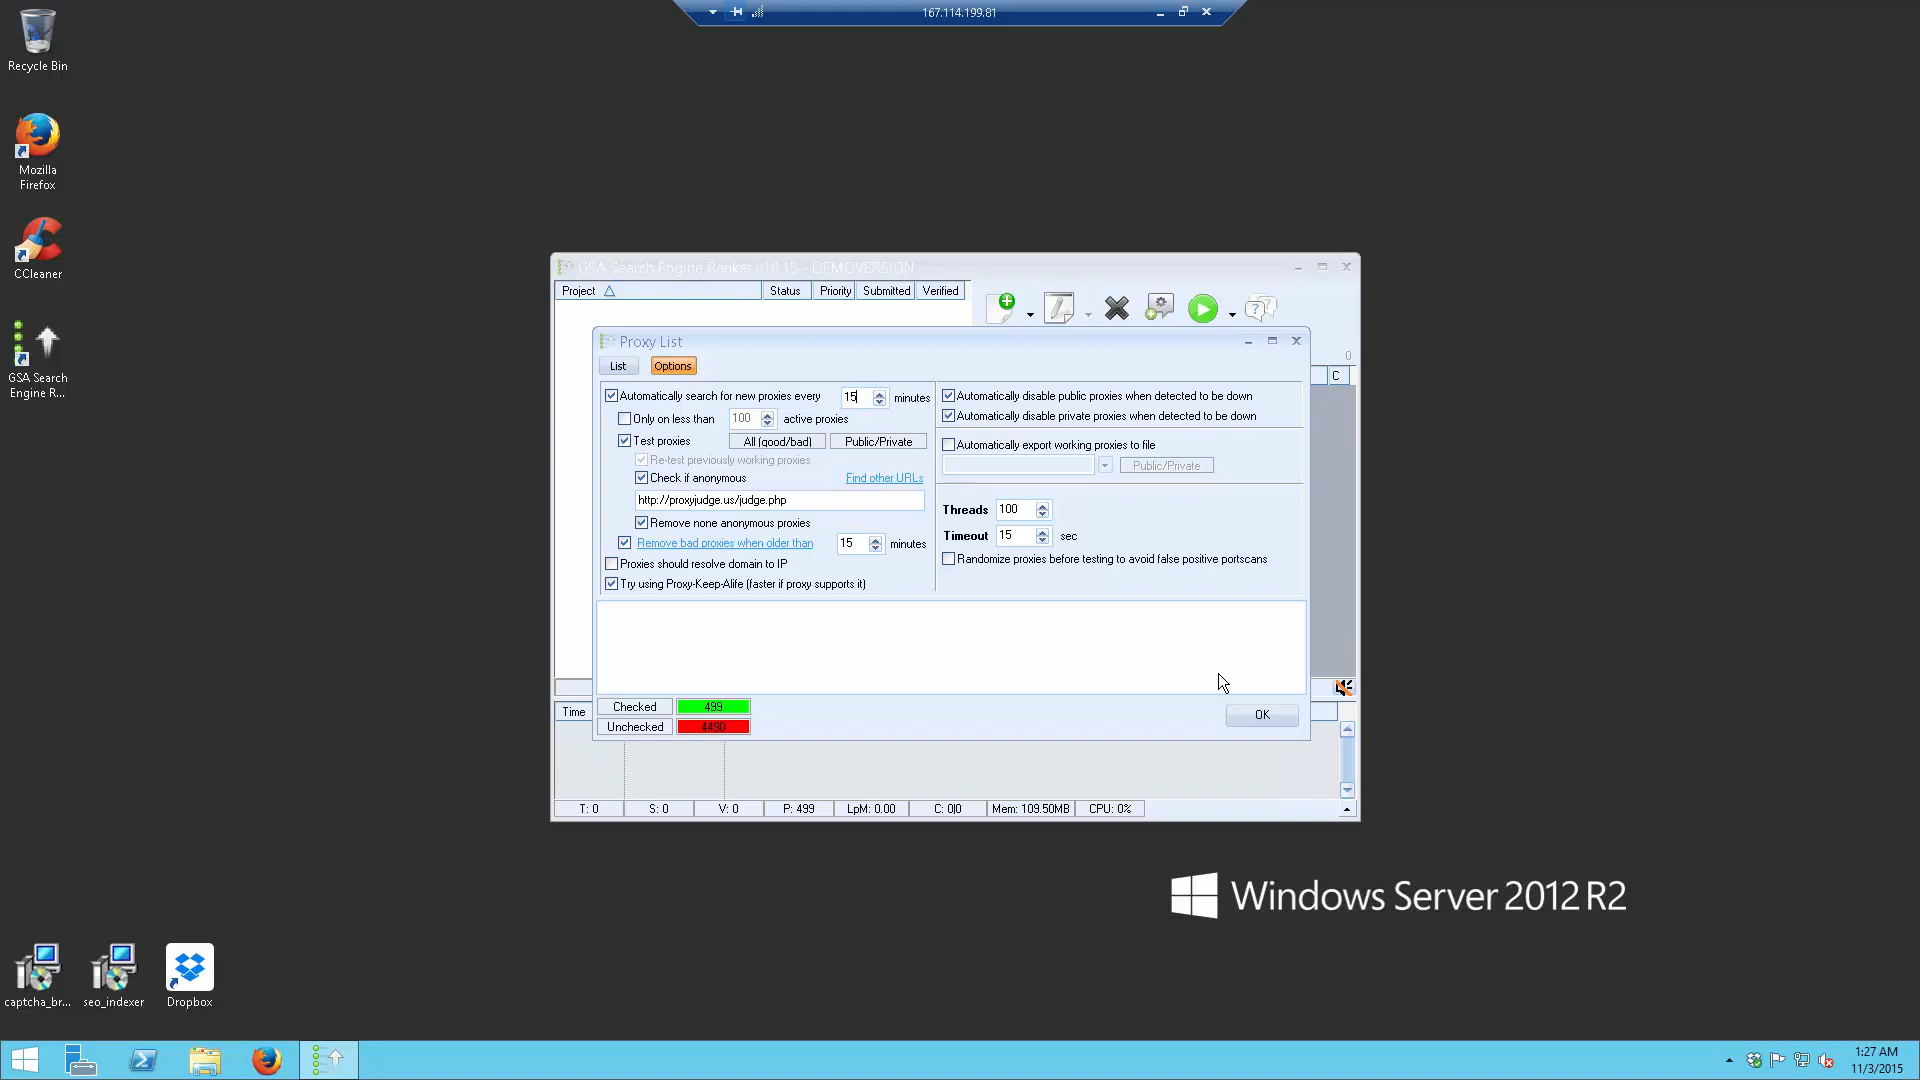 167.114.199.81
Recycle Bin
Mozilla
Firefox
CCleaner
GSA Search
Engine R...
GSA Search Engine Ranker v10.15 - DEMOVERSION
Project Status Priority Submitted Verified
0
C
Proxy List
List Options
Automatically search for new proxies every 15 minutes
Only on less than 100 active proxies
Test proxies All (good/bad) Public/Private
Re-test previously working proxies
Check if anonymous Find other URLs
http://proxyjudge.us/judge.php
Remove none anonymous proxies
Remove bad proxies when older than 15 minutes
Proxies should resolve domain to IP
Try using Proxy-Keep-Alife (faster if proxy supports it)
Automatically disable public proxies when detected to be down
Automatically disable private proxies when detected to be down
Automatically export working proxies to file
Public/Private
Threads 100
Timeout 15 sec
Randomize proxies before testing to avoid false positive portscans
Checked 499
Unchecked 4490
OK
Time
T: 0 S: 0 V: 0 P: 499 LpM: 0.00 C: 0|0 Mem: 109.50MB CPU: 0%
Windows Server 2012 R2
captcha_br...
seo_indexer
Dropbox
1:27 AM
11/3/2015